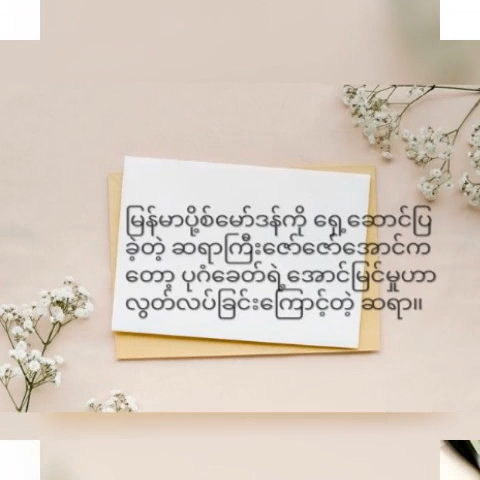 မြန်မာပို့စ်မော်ဒန်ကို ရှေ့ဆောင်ပြ
ခဲ့တဲ့ ဆရာကြီးဇော်ဇော်အောင်က
တော့ ပုဂံခေတ်ရဲ့အောင်မြင်မှုဟာ
လွတ်လပ်ခြင်းကြောင့်တဲ့ ဆရာ။